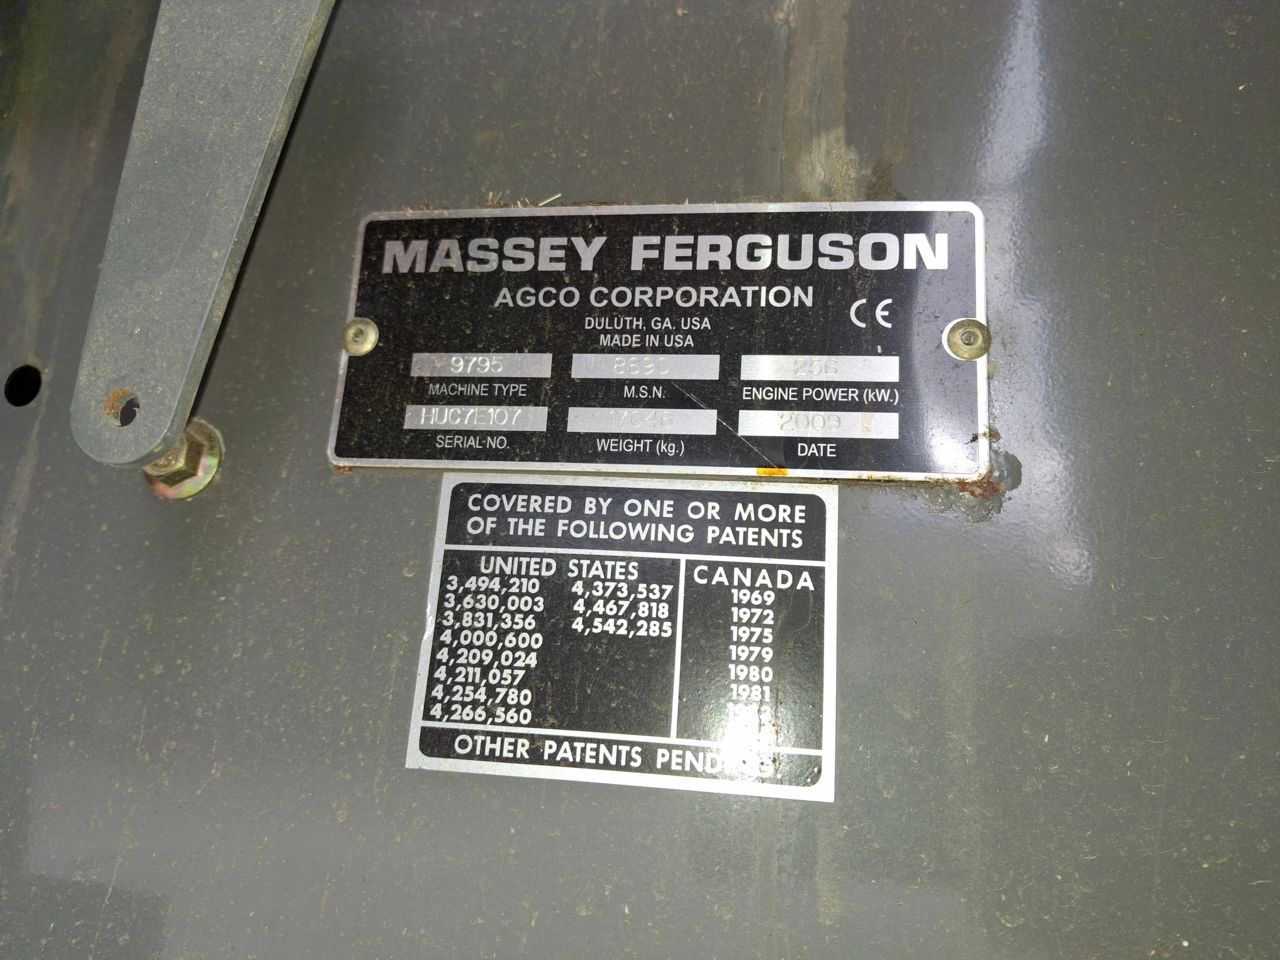 MASSEY FERGUSON
AGCO CORPORATION
CE
DULUTH, GA. USA
MADE IN USA
9795 8690 256
MACHINE TYPE M.S.N. ENGINE POWER (kW.)
HUC7E107 2009
SERIAL NO. WEIGHT (kg.) DATE
COVERED BY ONE OR MORE
OF THE FOLLOWING PATENTS
UNITED STATES
3,494,210 4,373,537
3,630,003 4,467,818
3,831,356 4,542,285
4,000,600
4,209,024
4,211,057
4,254,780
4,266,560
CANADA
1969
1972
1975
1979
1980
1981
OTHER PATENTS PENDING.